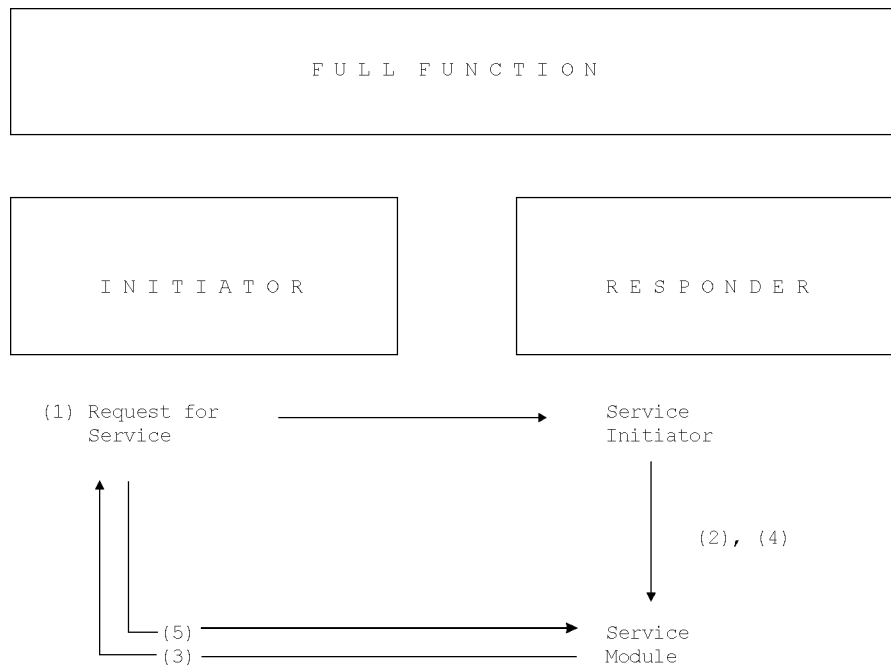 F U L L F U N C T I O N
I N I T I A T O R
R E S P O N D E R
(1) Request for
Service
Service
Initiator
(2), (4)
(5)
(3)
Service
Module